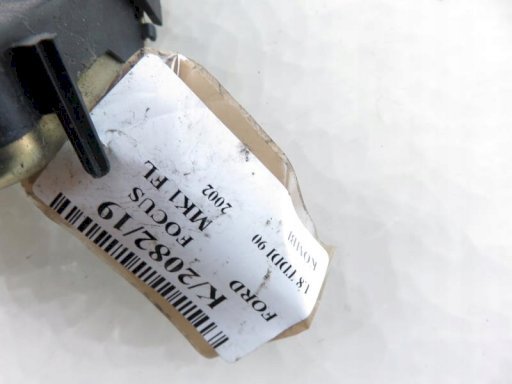 K/2082/19
FORD
FOCUS
MK1 FL
1.8 TDDI 90
2002
KOMBI